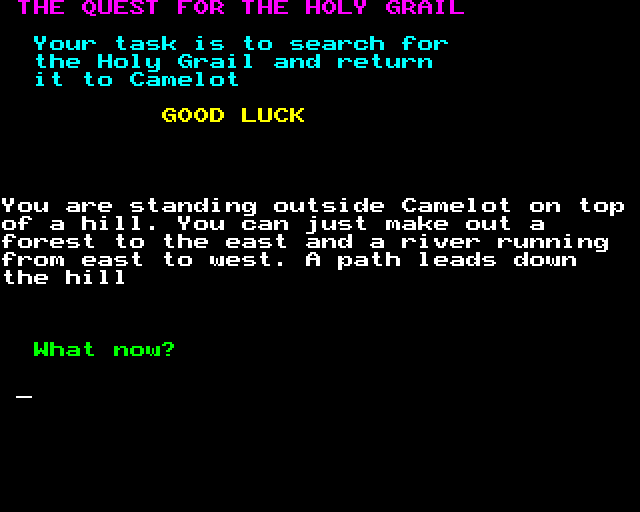 THE QUEST FOR THE HOLY GRAIL
Your task is to search for
the Holy Grail and return
it to Camelot
GOOD LUCK
You are standing outside Camelot on top
of a hill. You can just make out a
forest to the east and a river running
from east to west. A path leads down
the hill
What now?
_